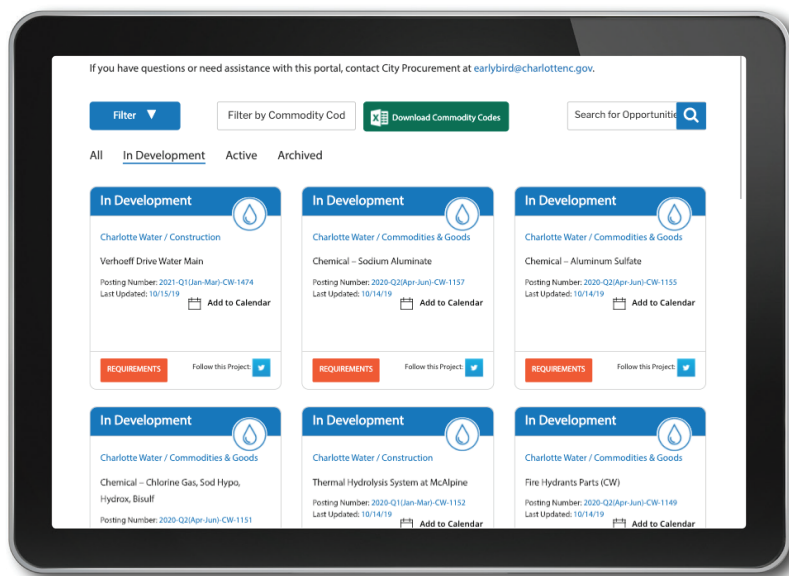 If you have questions or need assistance with this portal, contact City Procurement at earlybird@charlottenc.gov.
Filter ▼
Filter by Commodity Cod
Download Commodity Codes
Search for Opportunitie
All In Development Active Archived
In Development
Charlotte Water / Construction
Verhoeff Drive Water Main
Posting Number: 2021-Q1(Jan-Mar)-CW-1474
Last Updated: 10/15/19
Add to Calendar
REQUIREMENTS
Follow this Project:
In Development
Charlotte Water / Commodities & Goods
Chemical – Sodium Aluminate
Posting Number: 2020-Q2(Apr-Jun)-CW-1157
Last Updated: 10/14/19
Add to Calendar
REQUIREMENTS
Follow this Project:
In Development
Charlotte Water / Commodities & Goods
Chemical – Aluminum Sulfate
Posting Number: 2020-Q2(Apr-Jun)-CW-1155
Last Updated: 10/14/19
Add to Calendar
REQUIREMENTS
Follow this Project:
In Development
Charlotte Water / Commodities & Goods
Chemical – Chlorine Gas, Sod Hypo,
Hydrox, Bisulf
Posting Number: 2020-Q2(Apr-Jun)-CW-1151
In Development
Charlotte Water / Construction
Thermal Hydrolysis System at McAlpine
Posting Number: 2020-Q1(Jan-Mar)-CW-1152
Last Updated: 10/14/19
Add to Calendar
In Development
Charlotte Water / Commodities & Goods
Fire Hydrants Parts (CW)
Posting Number: 2020-Q2(Apr-Jun)-CW-1149
Last Updated: 10/14/19
Add to Calendar